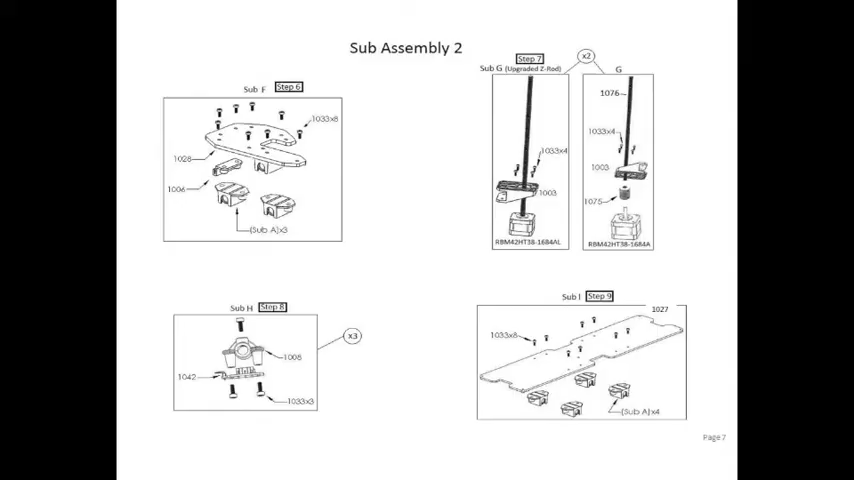 Sub Assembly 2
Sub F Step 6
1033x8
1028
1006
(Sub A)x3
Step 7
x2
Sub G (Upgraded Z-Rod)
G
1076
1033x4
1033x4
1003
1003
1075
RBM42HT38-1684AL
RBM42HT38-1684A
Sub H Step 8
x3
1008
1042
1033x3
Sub I Step 9
1027
1033x8
(Sub A)x4
Page 7